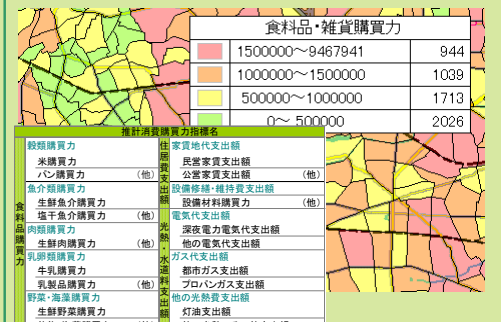 食料品・雑貨購買力
1500000～9467941 944
1000000～1500000 1039
500000～1000000 1713
0～ 500000 2026
推計消費購買力指標名
食料品購買力
穀類購買力
米購買力
パン購買力 (他)
魚介類購買力
生鮮魚介購買力
塩干魚介購買力 (他)
肉類購買力
生鮮肉購買力 (他)
乳卵類購買力
牛乳購買力
乳製品購買力 (他)
野菜・海藻購買力
生鮮野菜購買力
住居費支出額
家賃地代支出額
民営家賃支出額
公営家賃支出額 (他)
設備修繕・維持費支出額
設備材料購買力 (他)
光熱・水道料支出額
電気代支出額
深夜電力電気代支出額
他の電気代支出額
ガス代支出額
都市ガス支出額
プロパンガス支出額
他の光熱費支出額
灯油支出額